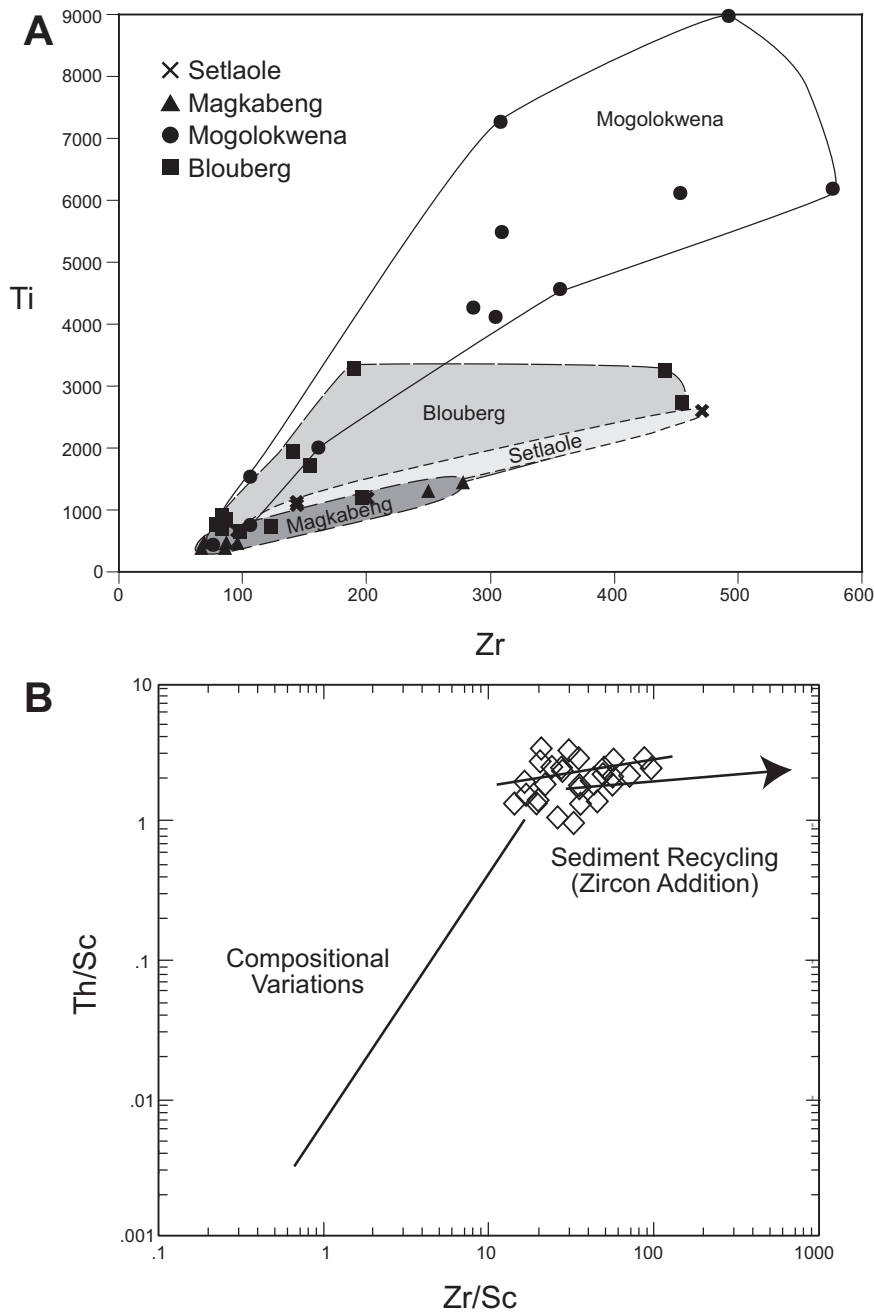 A
9000
8000
7000
6000
5000
4000
3000
2000
1000
0
Ti
Setlaole
Magkabeng
Mogolokwena
Blouberg
Mogolokwena
Blouberg
Setlaole
Magkabeng
0
100
200
300
400
500
600
Zr
B
10
1
.1
.01
.001
Th/Sc
Sediment Recycling
(Zircon Addition)
Compositional
Variations
.1
1
10
100
1000
Zr/Sc